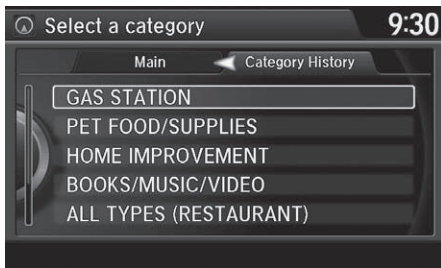 Select a category
9:30
Main
Category History
GAS STATION
PET FOOD/SUPPLIES
HOME IMPROVEMENT
BOOKS/MUSIC/VIDEO
ALL TYPES (RESTAURANT)